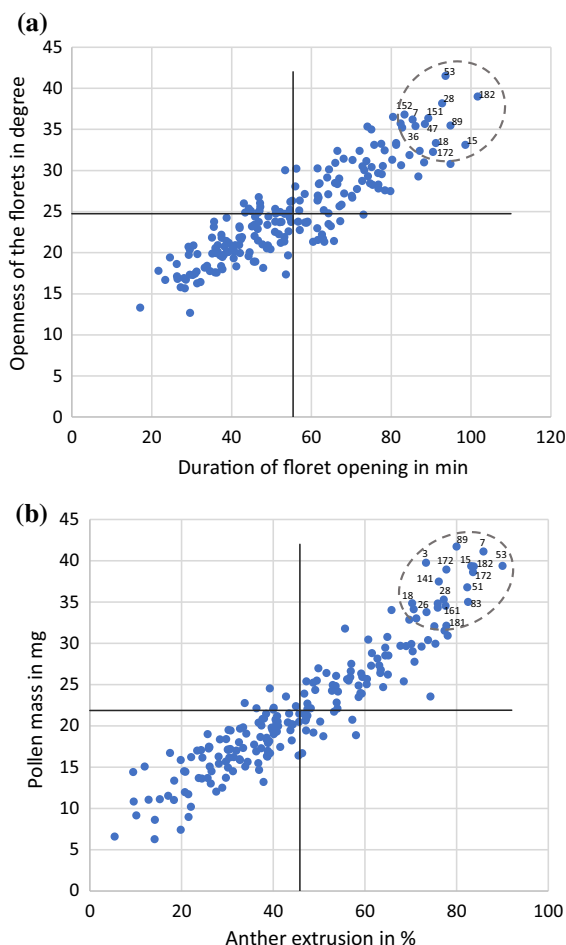 (a)
45
40
35
30
25
20
15
10
5
0
0 20 40 60 80 100 120
Openness of the florets in degree
Duration of floret opening in min
53
182
28
152 7 151
89
36 47
18 15
172
(b)
45
40
35
30
25
20
15
10
5
0
0 20 40 60 80 100
Pollen mass in mg
Anther extrusion in %
89 7
3 172 15 182 53
172
141
28 51
18 26 161 83
181